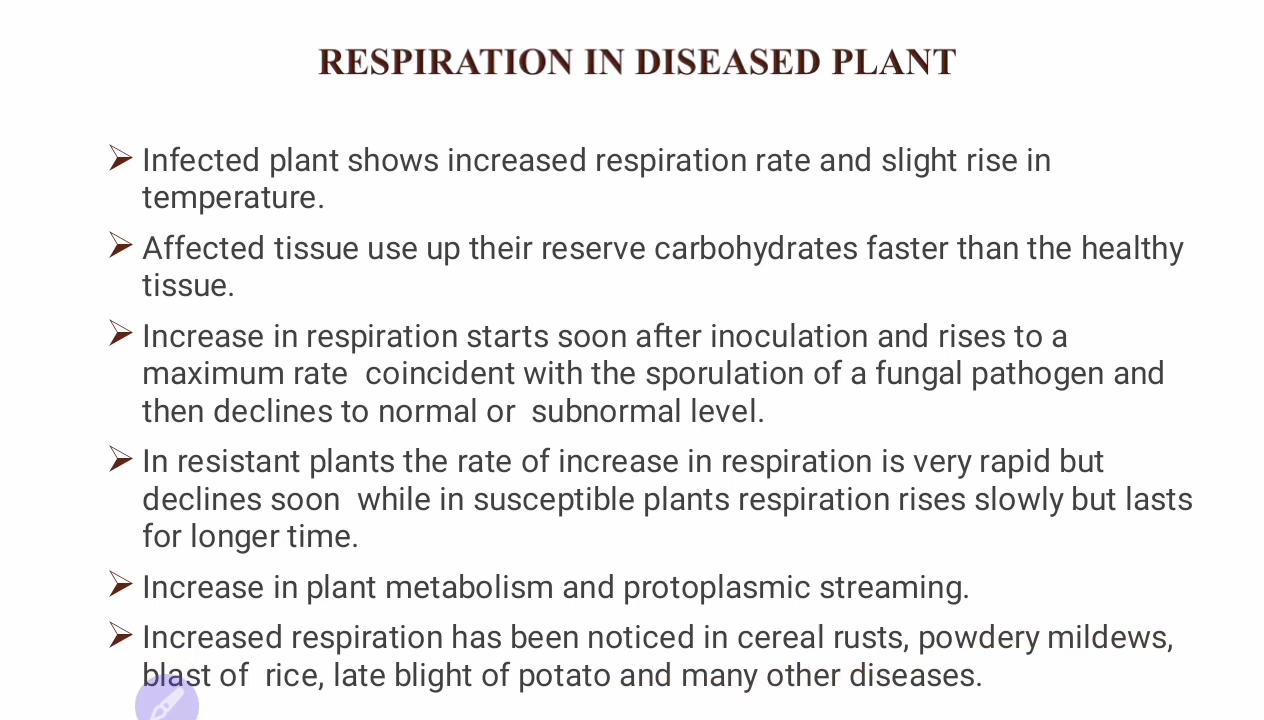 RESPIRATION IN DISEASED PLANT
Infected plant shows increased respiration rate and slight rise in
temperature.
Affected tissue use up their reserve carbohydrates faster than the healthy
tissue.
Increase in respiration starts soon after inoculation and rises to a
maximum rate  coincident with the sporulation of a fungal pathogen and
then declines to normal or  subnormal level.
In resistant plants the rate of increase in respiration is very rapid but
declines soon  while in susceptible plants respiration rises slowly but lasts
for longer time.
Increase in plant metabolism and protoplasmic streaming.
Increased respiration has been noticed in cereal rusts, powdery mildews,
blast of  rice, late blight of potato and many other diseases.